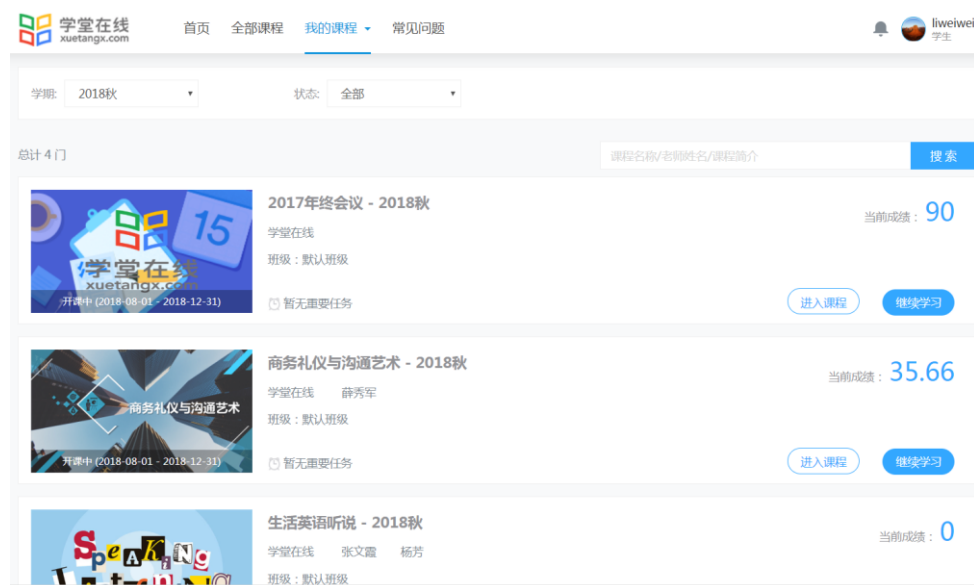 学堂在线
xuetangx.com
首页 全部课程 我的课程 常见问题
liweiwei
学生
学期: 2018秋 状态: 全部
总计 4 门
课程名称/老师姓名/课程简介 搜索
2017年终会议 - 2018秋
当前成绩: 90
学堂在线
班级:默认班级
15
学堂在线
xuetangx.com
开课中 (2018-08-01 - 2018-12-31)
暂无重要任务
进入课程 继续学习
商务礼仪与沟通艺术 - 2018秋
当前成绩: 35.66
学堂在线 薛秀军
班级:默认班级
商务礼仪与沟通艺术
开课中 (2018-08-01 - 2018-12-31)
暂无重要任务
进入课程 继续学习
生活英语听说 - 2018秋
当前成绩: 0
学堂在线 张文霞 杨芳
SpeaKiNg
班级:默认班级